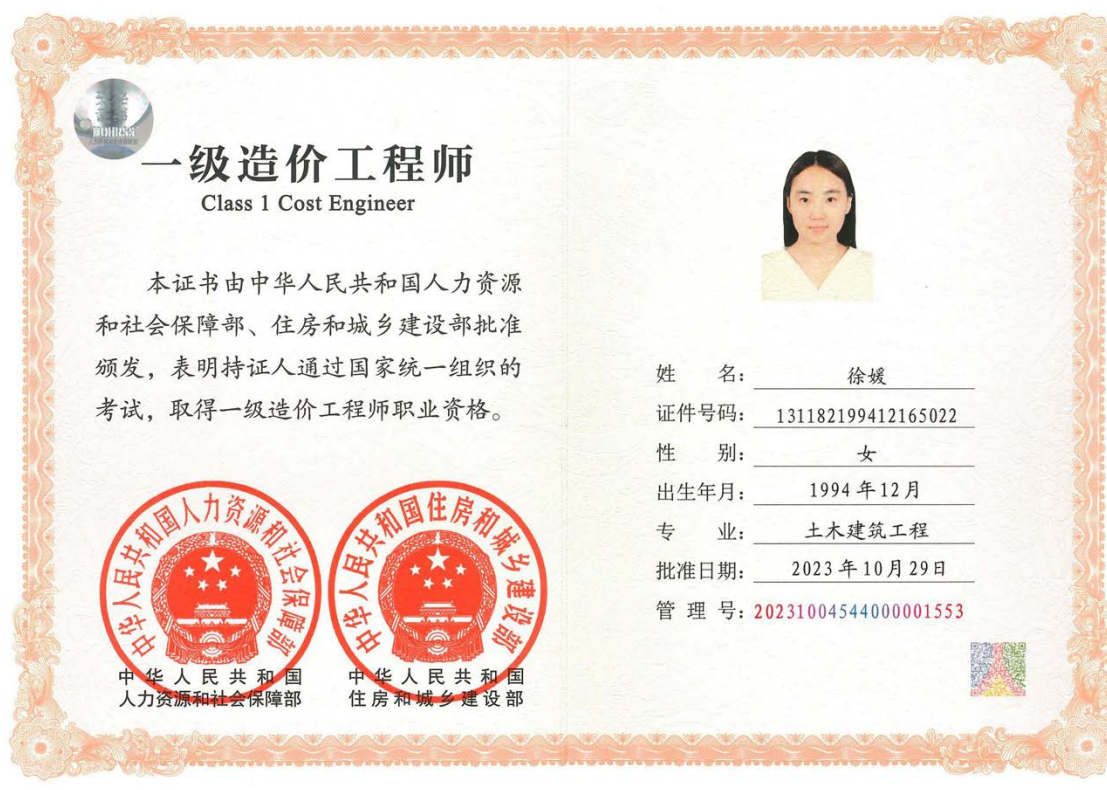 一级造价工程师
Class 1 Cost Engineer
本证书由中华人民共和国人力资源
和社会保障部、住房和城乡建设部批准
颁发，表明持证人通过国家统一组织的
考试，取得一级造价工程师职业资格。
中华人民共和国人力资源和社会保障部
中华人民共和国住房和城乡建设部
中华人民共和国
人力资源和社会保障部
中华人民共和国
住房和城乡建设部
姓 名：徐媛
证件号码：131182199412165022
性 别：女
出生年月：1994年12月
专 业：土木建筑工程
批准日期：2023年10月29日
管 理 号：20231004544000001553